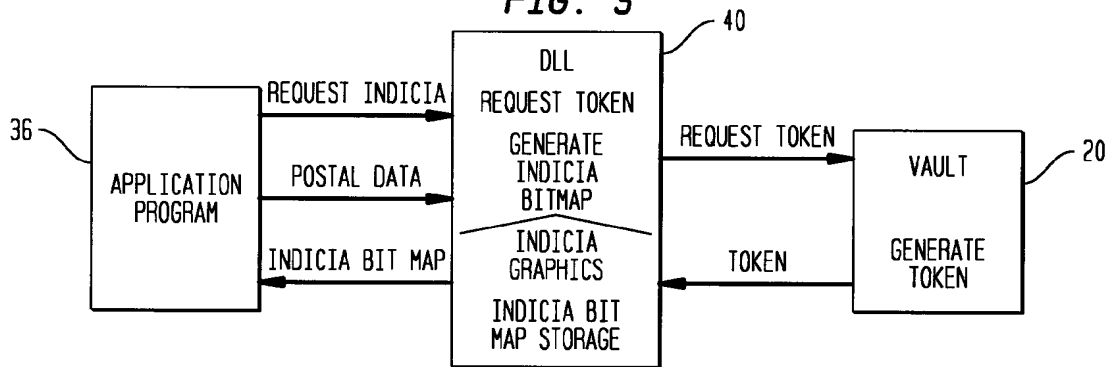 FIG. 3
40
DLL
REQUEST TOKEN
GENERATE
INDICIA
BITMAP
INDICIA
GRAPHICS
INDICIA BIT
MAP STORAGE
36
APPLICATION
PROGRAM
REQUEST INDICIA
POSTAL DATA
INDICIA BIT MAP
REQUEST TOKEN
TOKEN
20
VAULT
GENERATE
TOKEN